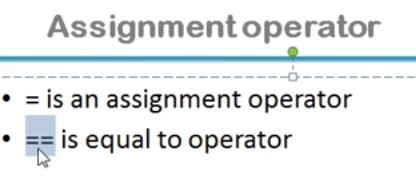 Assignment operator
• = is an assignment operator
• == is equal to operator